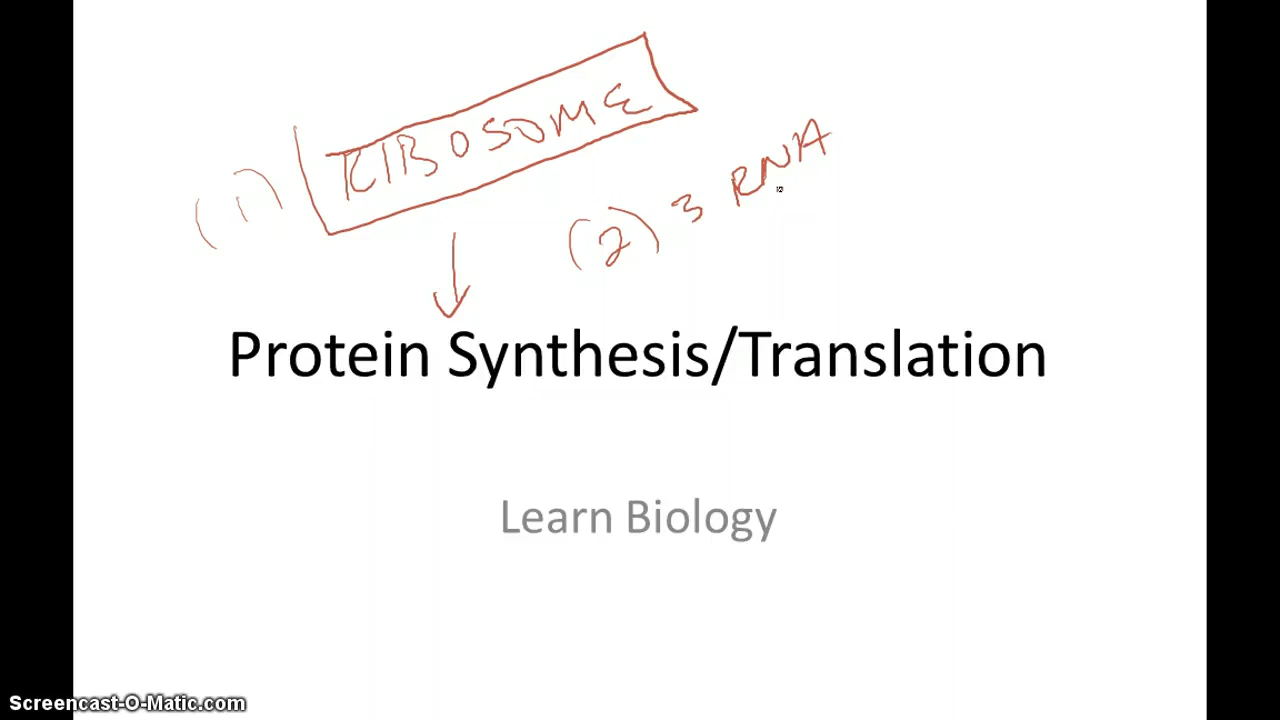 (1) RIBOSOME
(2) 3 RNA
Protein Synthesis/Translation
Learn Biology
Screencast-O-Matic.com